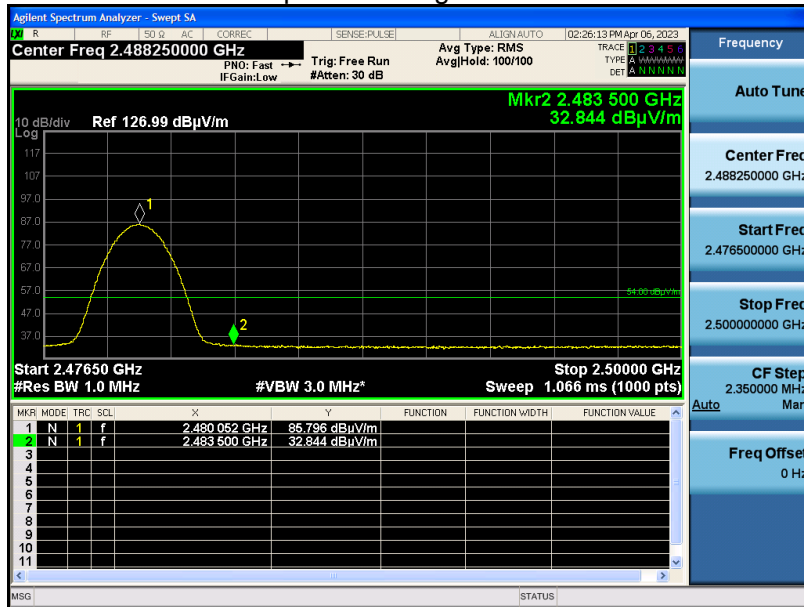 Agilent Spectrum Analyzer - Swept SA
LXI R RF 50 Ω AC CORREC SENSE:PULSE ALIGN AUTO 02:26:13 PM Apr 06, 2023
Center Freq 2.488250000 GHz
PNO: Fast
IFGain:Low
Trig: Free Run
#Atten: 30 dB
Avg Type: RMS
Avg|Hold: 100/100
TRACE 1 2 3 4 5 6
TYPE A WWWWW
DET A N N N N N
Mkr2 2.483 500 GHz
32.844 dBµV/m
10 dB/div Ref 126.99 dBµV/m
Log
117
107
97.0
87.0
77.0
67.0
57.0
47.0
37.0
1
2
54.00 dBµV/m
Start 2.47650 GHz Stop 2.50000 GHz
#Res BW 1.0 MHz #VBW 3.0 MHz* Sweep 1.066 ms (1000 pts)
MKR MODE TRC SCL X Y FUNCTION FUNCTION WIDTH FUNCTION VALUE
1 N 1 f 2.480 052 GHz 85.796 dBµV/m
2 N 1 f 2.483 500 GHz 32.844 dBµV/m
3
4
5
6
7
8
9
10
11
MSG STATUS
Frequency
Auto Tune
Center Freq
2.488250000 GHz
Start Freq
2.476500000 GHz
Stop Freq
2.500000000 GHz
CF Step
2.350000 MHz
Auto Man
Freq Offset
0 Hz